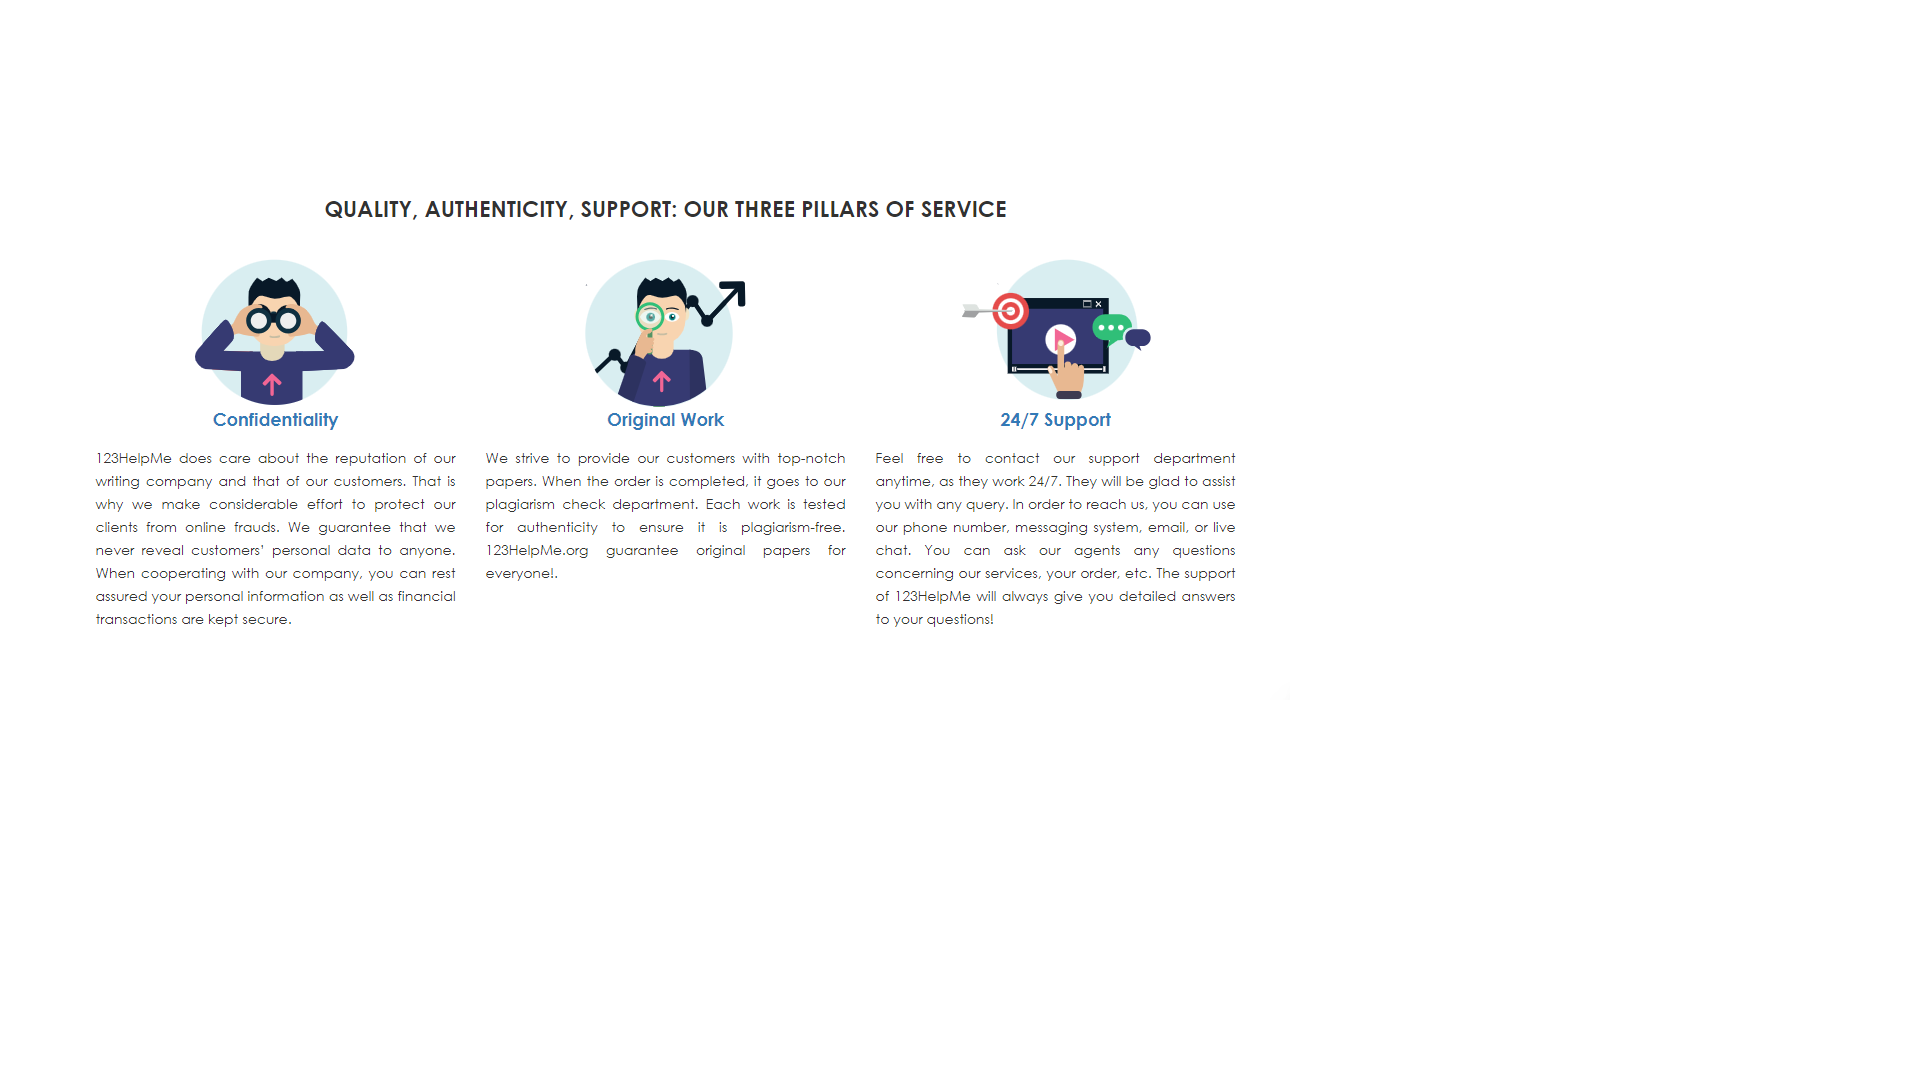 QUALITY, AUTHENTICITY, SUPPORT: OUR THREE PILLARS OF SERVICE
Confidentiality
123HelpMe does care about the reputation of our
writing company and that of our customers. That is
why we make considerable effort to protect our
clients from online frauds. We guarantee that we
never reveal customers’ personal data to anyone.
When cooperating with our company, you can rest
assured your personal information as well as financial
transactions are kept secure.
Original Work
We strive to provide our customers with top-notch
papers. When the order is completed, it goes to our
plagiarism check department. Each work is tested
for authenticity to ensure it is plagiarism-free.
123HelpMe.org guarantee original papers for
everyone!.
24/7 Support
Feel free to contact our support department
anytime, as they work 24/7. They will be glad to assist
you with any query. In order to reach us, you can use
our phone number, messaging system, email, or live
chat. You can ask our agents any questions
concerning our services, your order, etc. The support
of 123HelpMe will always give you detailed answers
to your questions!